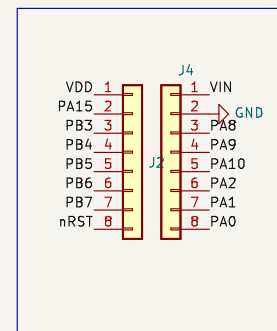 J4
VDD 1 1 VIN
PA15 2 2 GND
PB3 3 3 PA8
PB4 4 4 PA9
PB5 5 J2 5 PA10
PB6 6 6 PA2
PB7 7 7 PA1
nRST 8 8 PA0